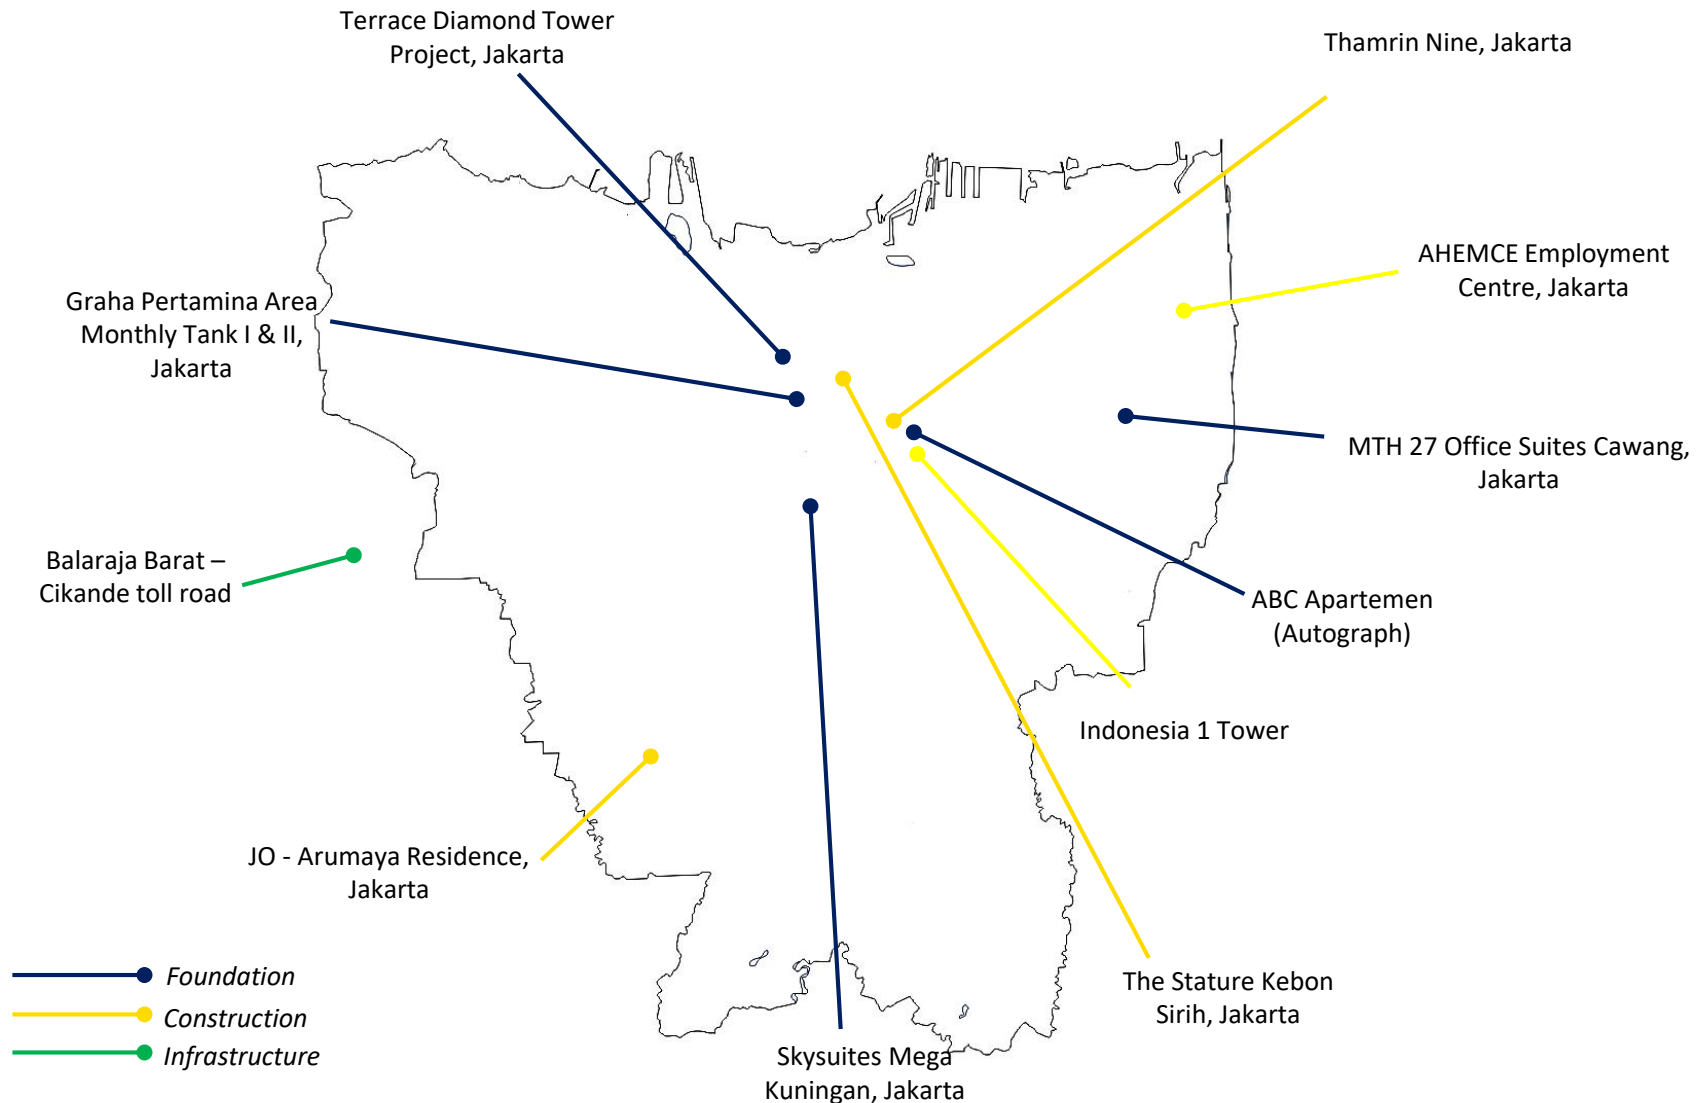 Terrace Diamond Tower
Project, Jakarta
Thamrin Nine, Jakarta
AHEMCE Employment
Centre, Jakarta
Graha Pertamina Area
Monthly Tank I & II,
Jakarta
MTH 27 Office Suites Cawang,
Jakarta
Balaraja Barat –
Cikande toll road
ABC Apartemen
(Autograph)
Indonesia 1 Tower
JO - Arumaya Residence,
Jakarta
The Stature Kebon
Sirih, Jakarta
Skysuites Mega
Kuningan, Jakarta
Foundation
Construction
Infrastructure